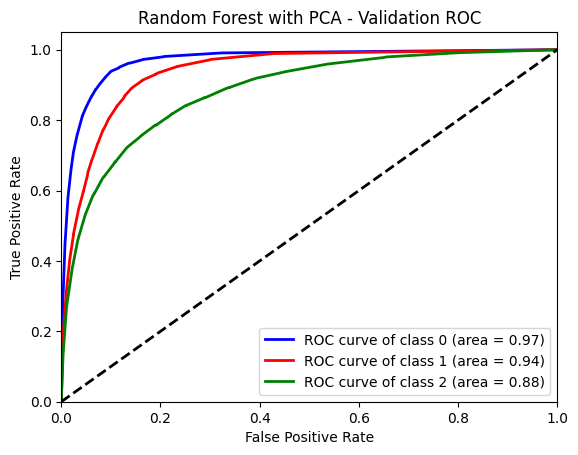 Random Forest with PCA - Validation ROC
True Positive Rate
1.0
0.8
0.6
0.4
0.2
0.0
ROC curve of class 0 (area = 0.97)
ROC curve of class 1 (area = 0.94)
ROC curve of class 2 (area = 0.88)
0.0 0.2 0.4 0.6 0.8 1.0
False Positive Rate